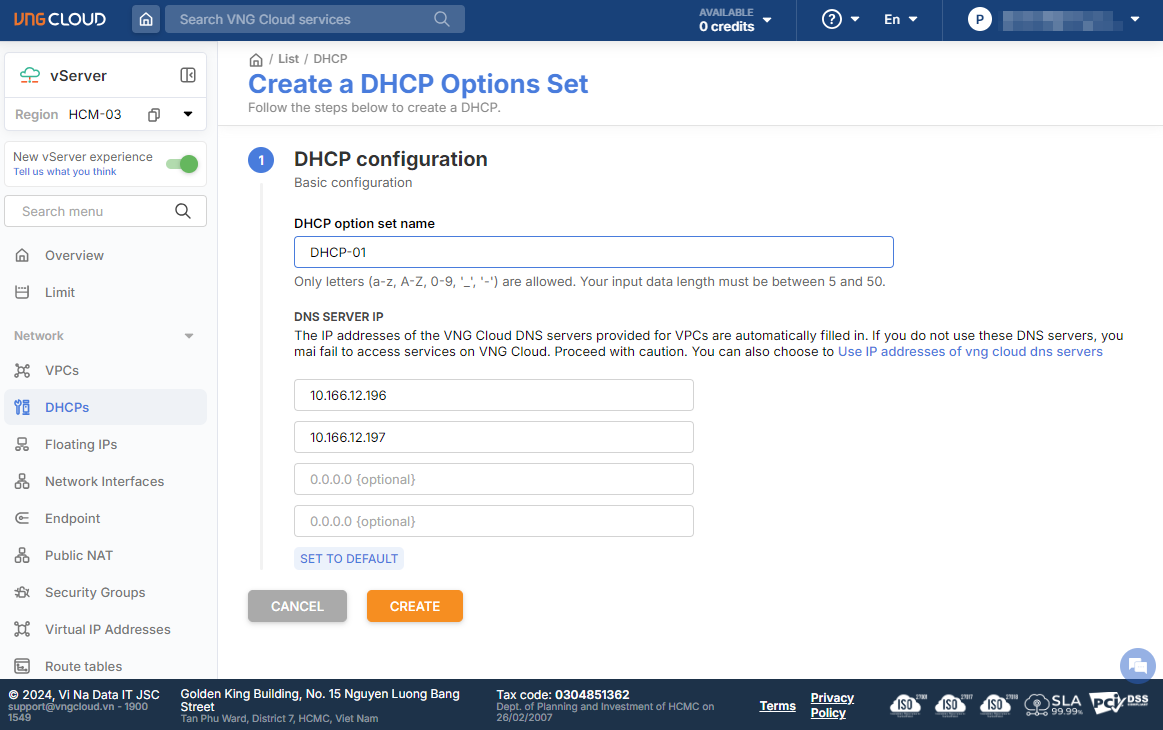 VNG CLOUD
Search VNG Cloud services
AVAILABLE
0 credits
?
En
P
vServer
Region HCM-03
New vServer experience
Tell us what you think
Search menu
Overview
Limit
Network
VPCs
DHCPs
Floating IPs
Network Interfaces
Endpoint
Public NAT
Security Groups
Virtual IP Addresses
Route tables
/ List / DHCP
Create a DHCP Options Set
Follow the steps below to create a DHCP.
1
DHCP configuration
Basic configuration
DHCP option set name
DHCP-01
Only letters (a-z, A-Z, 0-9, '_', '-') are allowed. Your input data length must be between 5 and 50.
DNS SERVER IP
The IP addresses of the VNG Cloud DNS servers provided for VPCs are automatically filled in. If you do not use these DNS servers, you
mai fail to access services on VNG Cloud. Proceed with caution. You can also choose to Use IP addresses of vng cloud dns servers
10.166.12.196
10.166.12.197
0.0.0.0 {optional}
0.0.0.0 {optional}
SET TO DEFAULT
CANCEL
CREATE
© 2024, Vi Na Data IT JSC
support@vngcloud.vn - 1900
1549
Golden King Building, No. 15 Nguyen Luong Bang
Street
Tan Phu Ward, District 7, HCMC, Viet Nam
Tax code: 0304851362
Dept. of Planning and Investment of HCMC on
26/02/2007
Terms
Privacy
Policy
ISO
27001
ISO
27017
ISO
27018
SLA
99.99%
PCI DSS
COMPLIANT